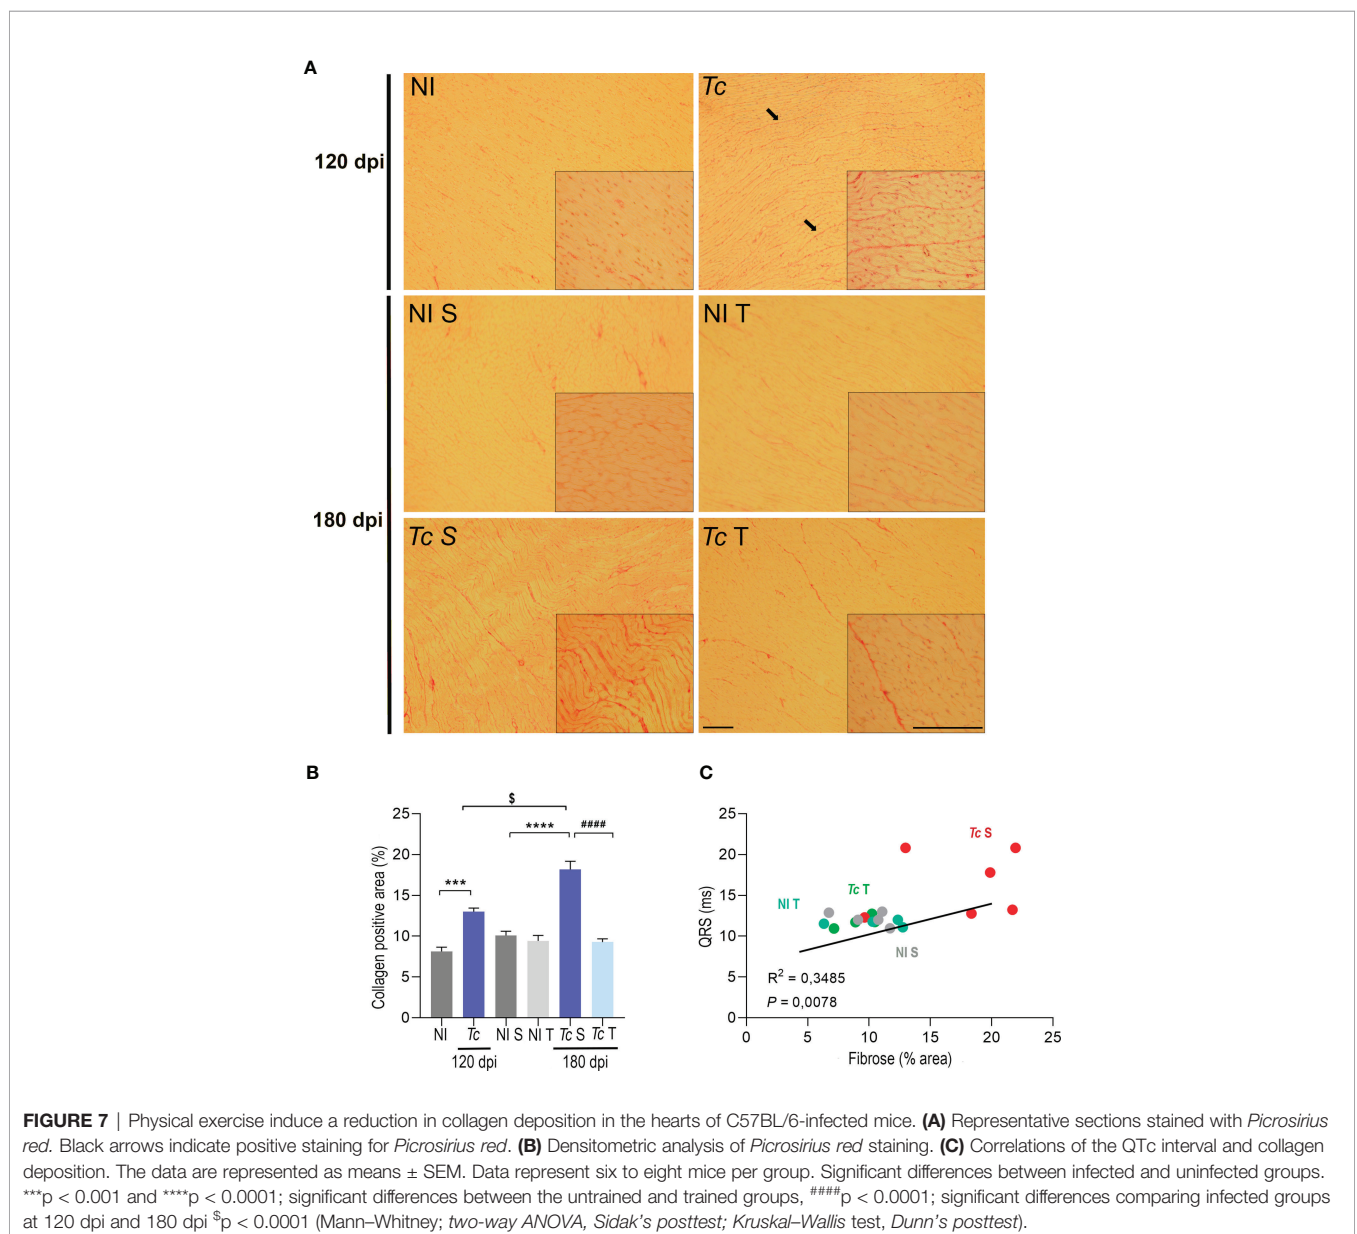 A
NI
Tc
120 dpi
NI S
NI T
180 dpi
Tc S
Tc T
B
C
$
****
####
***
25
20
15
10
5
0
Collagen positive area (%)
NI
Tc
NI S
NI T
Tc S
Tc T
120 dpi
180 dpi
25
20
15
10
5
0
QRS (ms)
Tc S
Tc T
NI T
NI S
R² = 0,3485
P = 0,0078
0
5
10
15
20
25
Fibrose (% area)
FIGURE 7 | Physical exercise induce a reduction in collagen deposition in the hearts of C57BL/6-infected mice. (A) Representative sections stained with Picrosirius
red. Black arrows indicate positive staining for Picrosirius red. (B) Densitometric analysis of Picrosirius red staining. (C) Correlations of the QTc interval and collagen
deposition. The data are represented as means ± SEM. Data represent six to eight mice per group. Significant differences between infected and uninfected groups.
***p < 0.001 and ****p < 0.0001; significant differences between the untrained and trained groups, ####p < 0.0001; significant differences comparing infected groups
at 120 dpi and 180 dpi $p < 0.0001 (Mann–Whitney; two-way ANOVA, Sidak's posttest; Kruskal–Wallis test, Dunn's posttest).